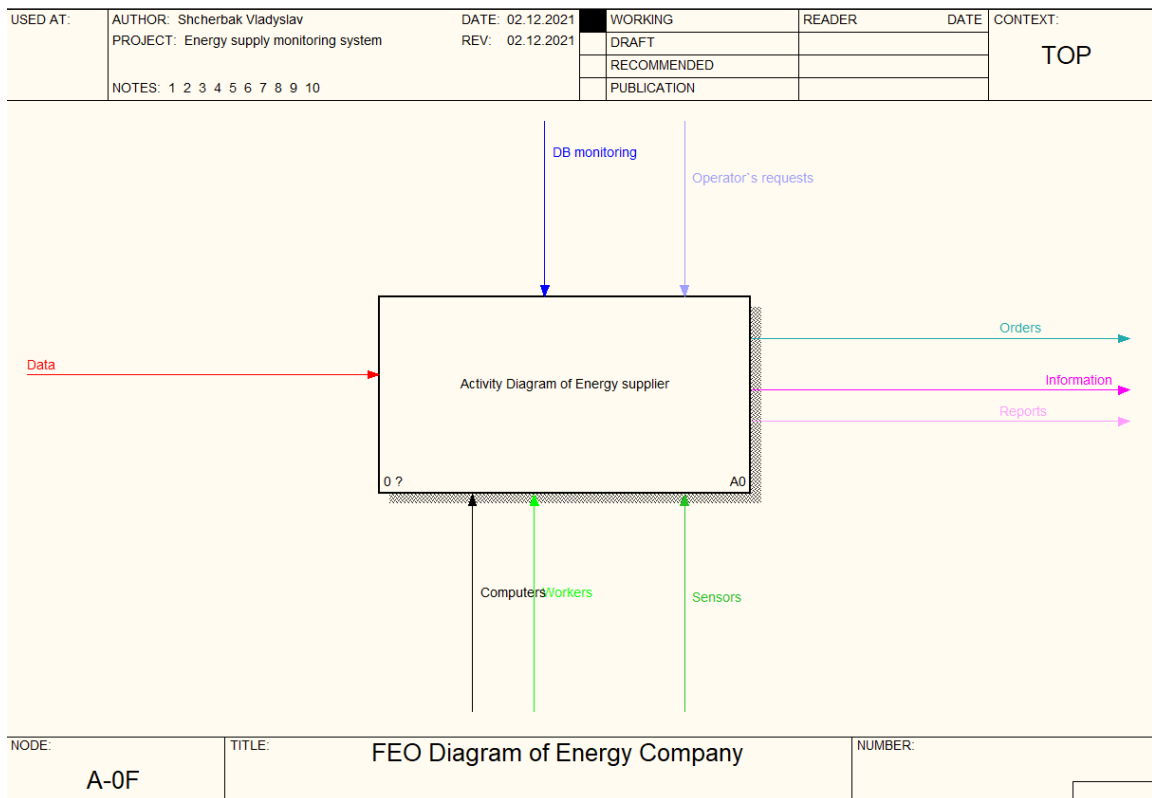 USED AT:
AUTHOR: Shcherbak Vladyslav
DATE: 02.12.2021
WORKING
READER
DATE
CONTEXT:
PROJECT: Energy supply monitoring system
REV: 02.12.2021
DRAFT
TOP
RECOMMENDED
NOTES: 1 2 3 4 5 6 7 8 9 10
PUBLICATION
DB monitoring
Operator`s requests
Orders
Data
Information
Activity Diagram of Energy supplier
Reports
0 ?
A0
Computers
Workers
Sensors
NODE:
TITLE:
FEO Diagram of Energy Company
NUMBER:
A-0F